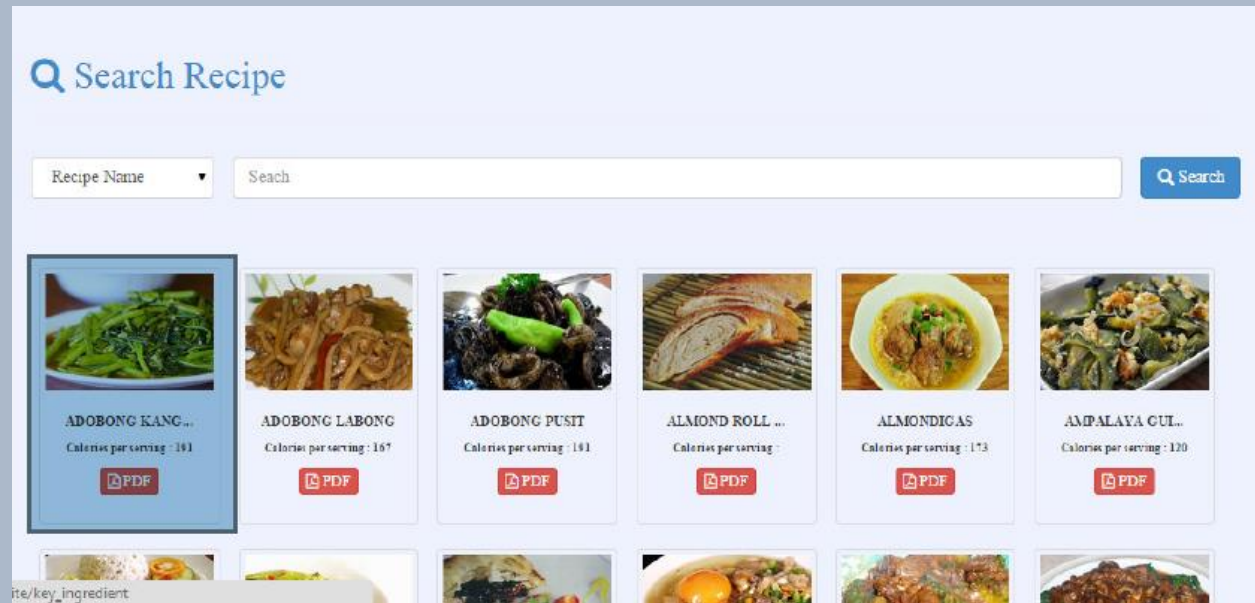 Search Recipe
Recipe Name
Seach
Search
ADOBONG KANG...
Calories per serving : 191
PDF
ADOBONG LABONG
Calories per serving : 167
PDF
ADOBONG PUSIT
Calories per serving : 191
PDF
ALMOND ROLL ...
Calories per serving :
PDF
ALMONDIGAS
Calories per serving : 173
PDF
AMPALAYA GUI...
Calories per serving : 120
PDF
ite/key_ingredient